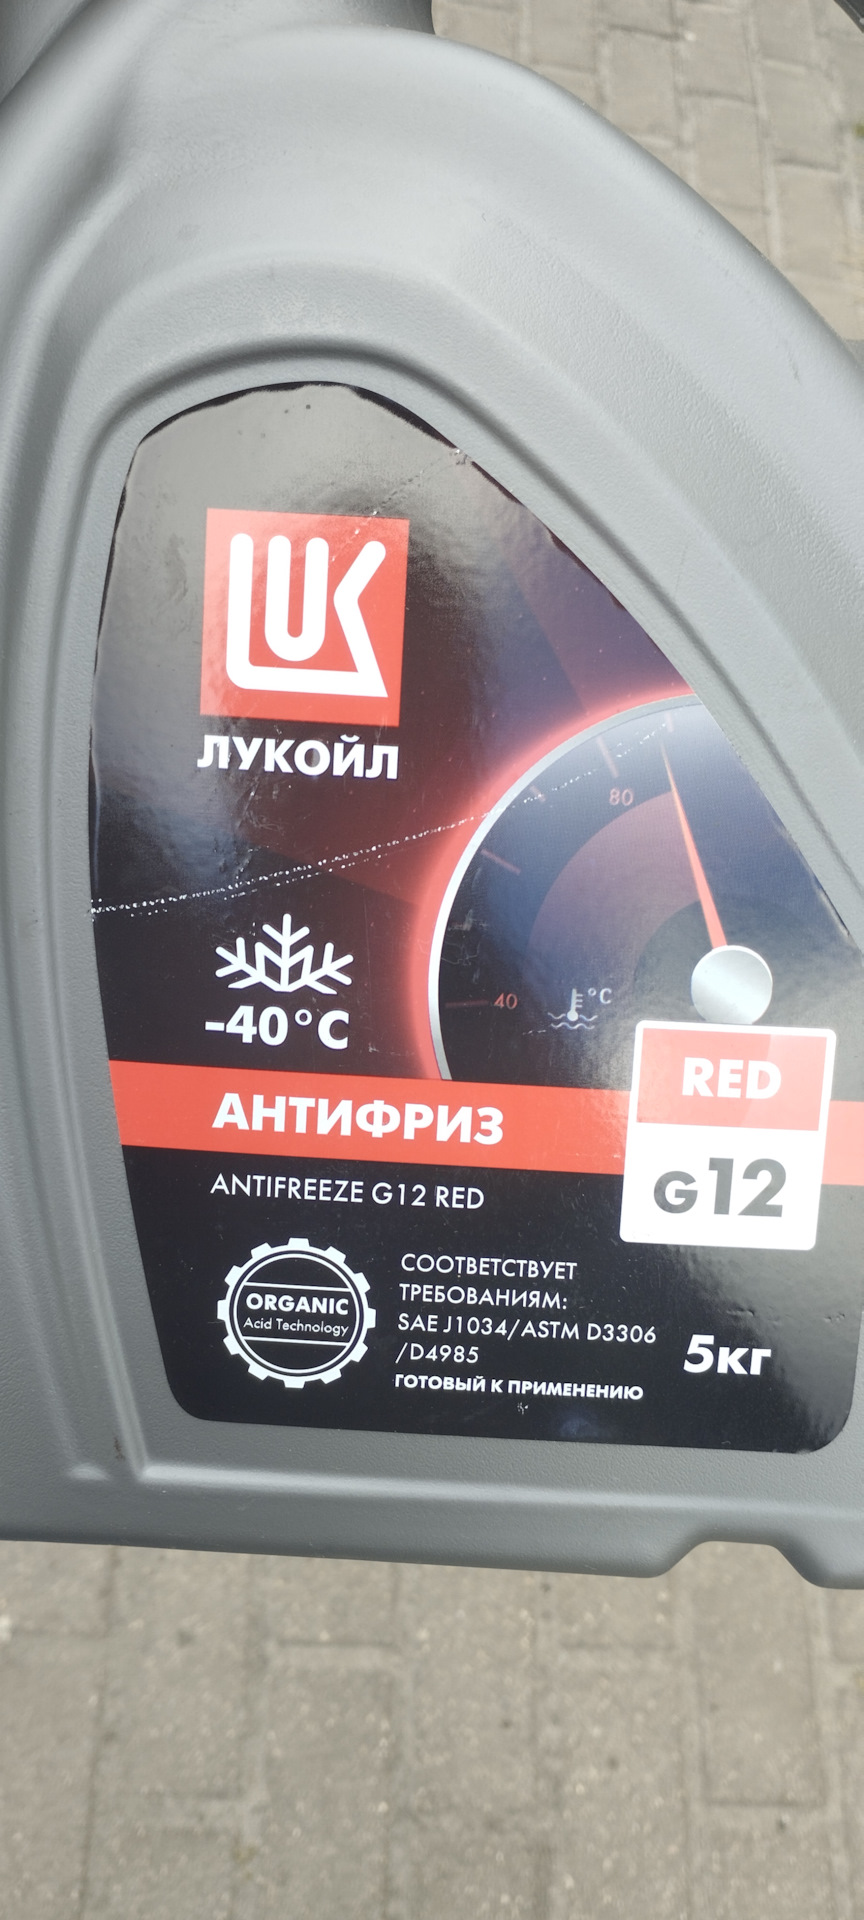 LUK
ЛУКОЙЛ
80
40
°C
-40°C
RED
G12
АНТИФРИЗ
ANTIFREEZE G12 RED
ORGANIC
Acid Technology
СООТВЕТСТВУЕТ
ТРЕБОВАНИЯМ:
SAE J1034/ASTM D3306
/D4985
ГОТОВЫЙ К ПРИМЕНЕНИЮ
5кг